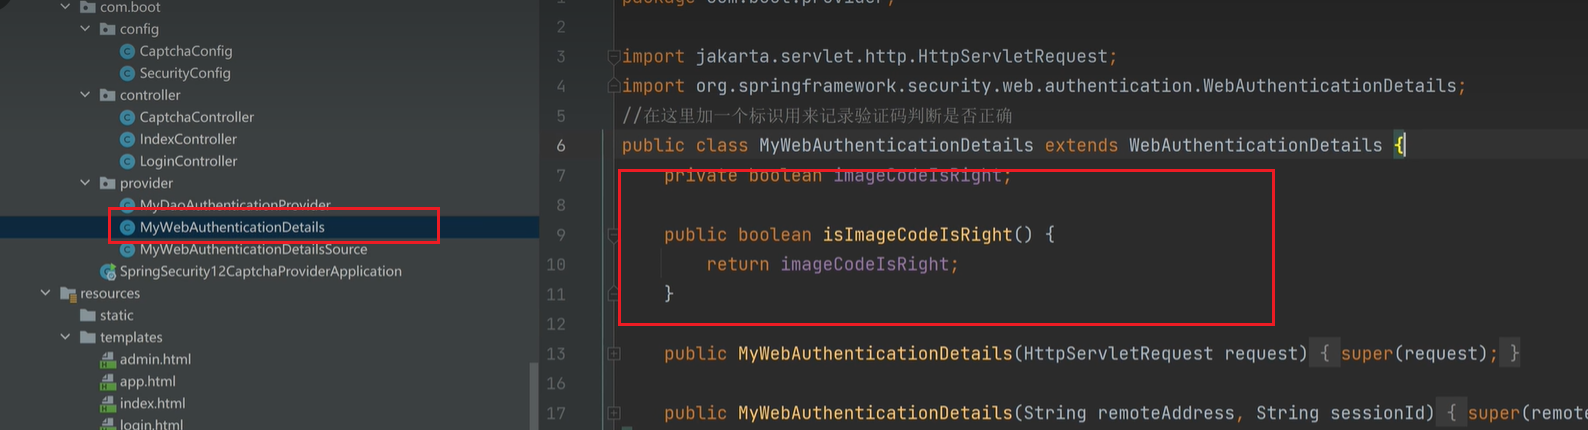 com.boot
config
CaptchaConfig
SecurityConfig
controller
CaptchaController
IndexController
LoginController
provider
MyDaoAuthenticationProvider
MyWebAuthenticationDetails
MyWebAuthenticationDetailsSource
SpringSecurity12CaptchaProviderApplication
resources
static
templates
admin.html
app.html
index.html
login.html
1 package com.boot.provider;
2
3 import jakarta.servlet.http.HttpServletRequest;
4 import org.springframework.security.web.authentication.WebAuthenticationDetails;
5 //在这里加一个标识用来记录验证码判断是否正确
6 public class MyWebAuthenticationDetails extends WebAuthenticationDetails {
7 private boolean imageCodeIsRight;
8
9 public boolean isImageCodeIsRight() {
10 return imageCodeIsRight;
11 }
12
13 public MyWebAuthenticationDetails(HttpServletRequest request) { super(request); }
16
17 public MyWebAuthenticationDetails(String remoteAddress, String sessionId) { super(remote